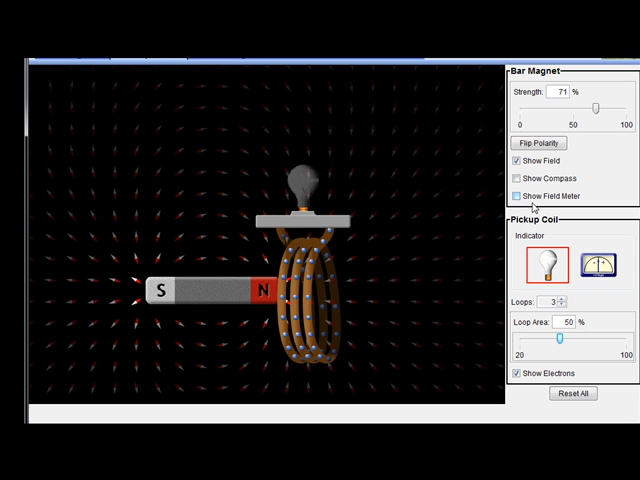 Bar Magnet
Strength: 71 %
0 50 100
Flip Polarity
Show Field
Show Compass
Show Field Meter
Pickup Coil
Indicator
Loops: 3
Loop Area: 50 %
20 100
Show Electrons
Reset All
S N